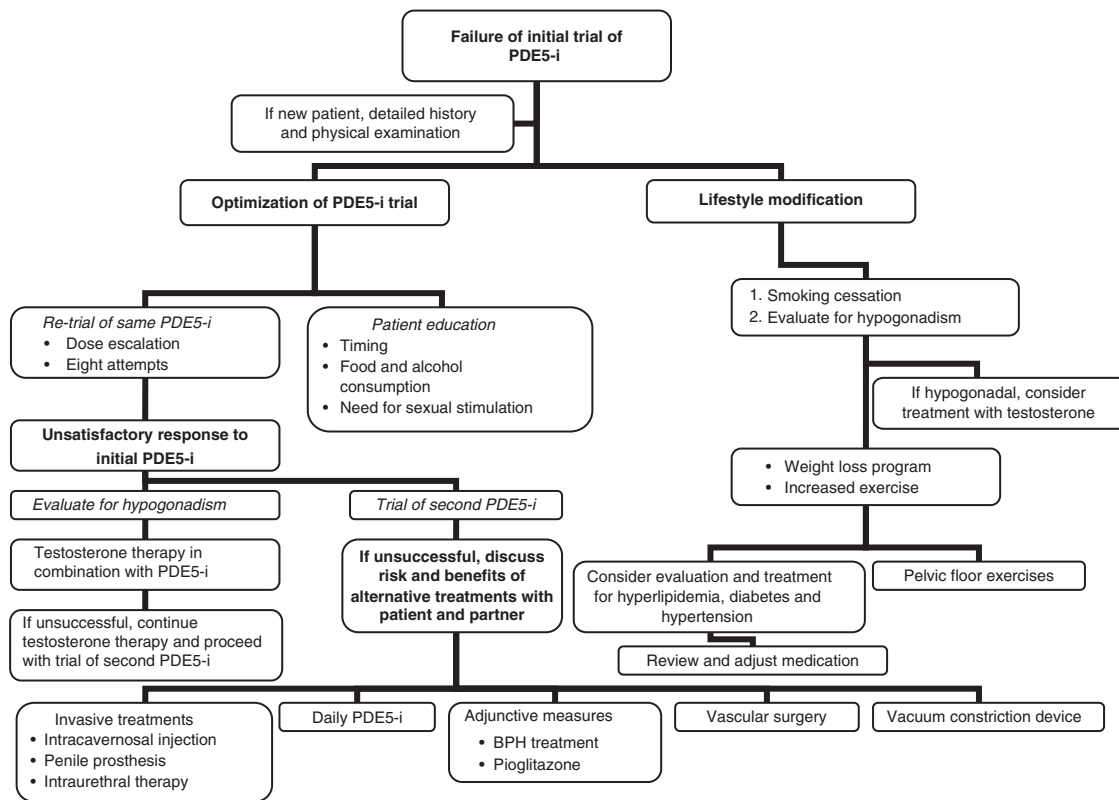 Failure of initial trial of
PDE5-i
If new patient, detailed history
and physical examination
Optimization of PDE5-i trial
Lifestyle modification
Re-trial of same PDE5-i
• Dose escalation
• Eight attempts
Patient education
• Timing
• Food and alcohol
consumption
• Need for sexual stimulation
1. Smoking cessation
2. Evaluate for hypogonadism
If hypogonadal, consider
treatment with testosterone
Unsatisfactory response to
initial PDE5-i
• Weight loss program
• Increased exercise
Evaluate for hypogonadism
Trial of second PDE5-i
Testosterone therapy in
combination with PDE5-i
If unsuccessful, discuss
risk and benefits of
alternative treatments with
patient and partner
Consider evaluation and treatment
for hyperlipidemia, diabetes and
hypertension
Pelvic floor exercises
If unsuccessful, continue
testosterone therapy and proceed
with trial of second PDE5-i
Review and adjust medication
Invasive treatments
• Intracavernosal injection
• Penile prosthesis
• Intraurethral therapy
Daily PDE5-i
Adjunctive measures
• BPH treatment
• Pioglitazone
Vascular surgery
Vacuum constriction device